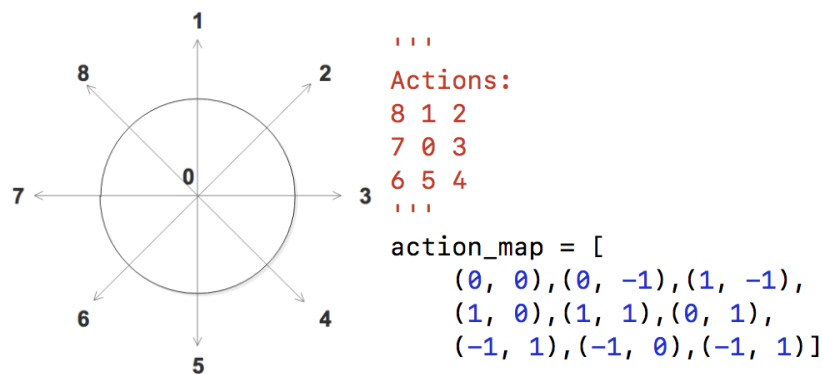 1
8
2
0
7
3
6
4
5
'''
Actions:
8 1 2
7 0 3
6 5 4
'''
action_map = [
(0, 0),(0, -1),(1, -1),
(1, 0),(1, 1),(0, 1),
(-1, 1),(-1, 0),(-1, 1)]